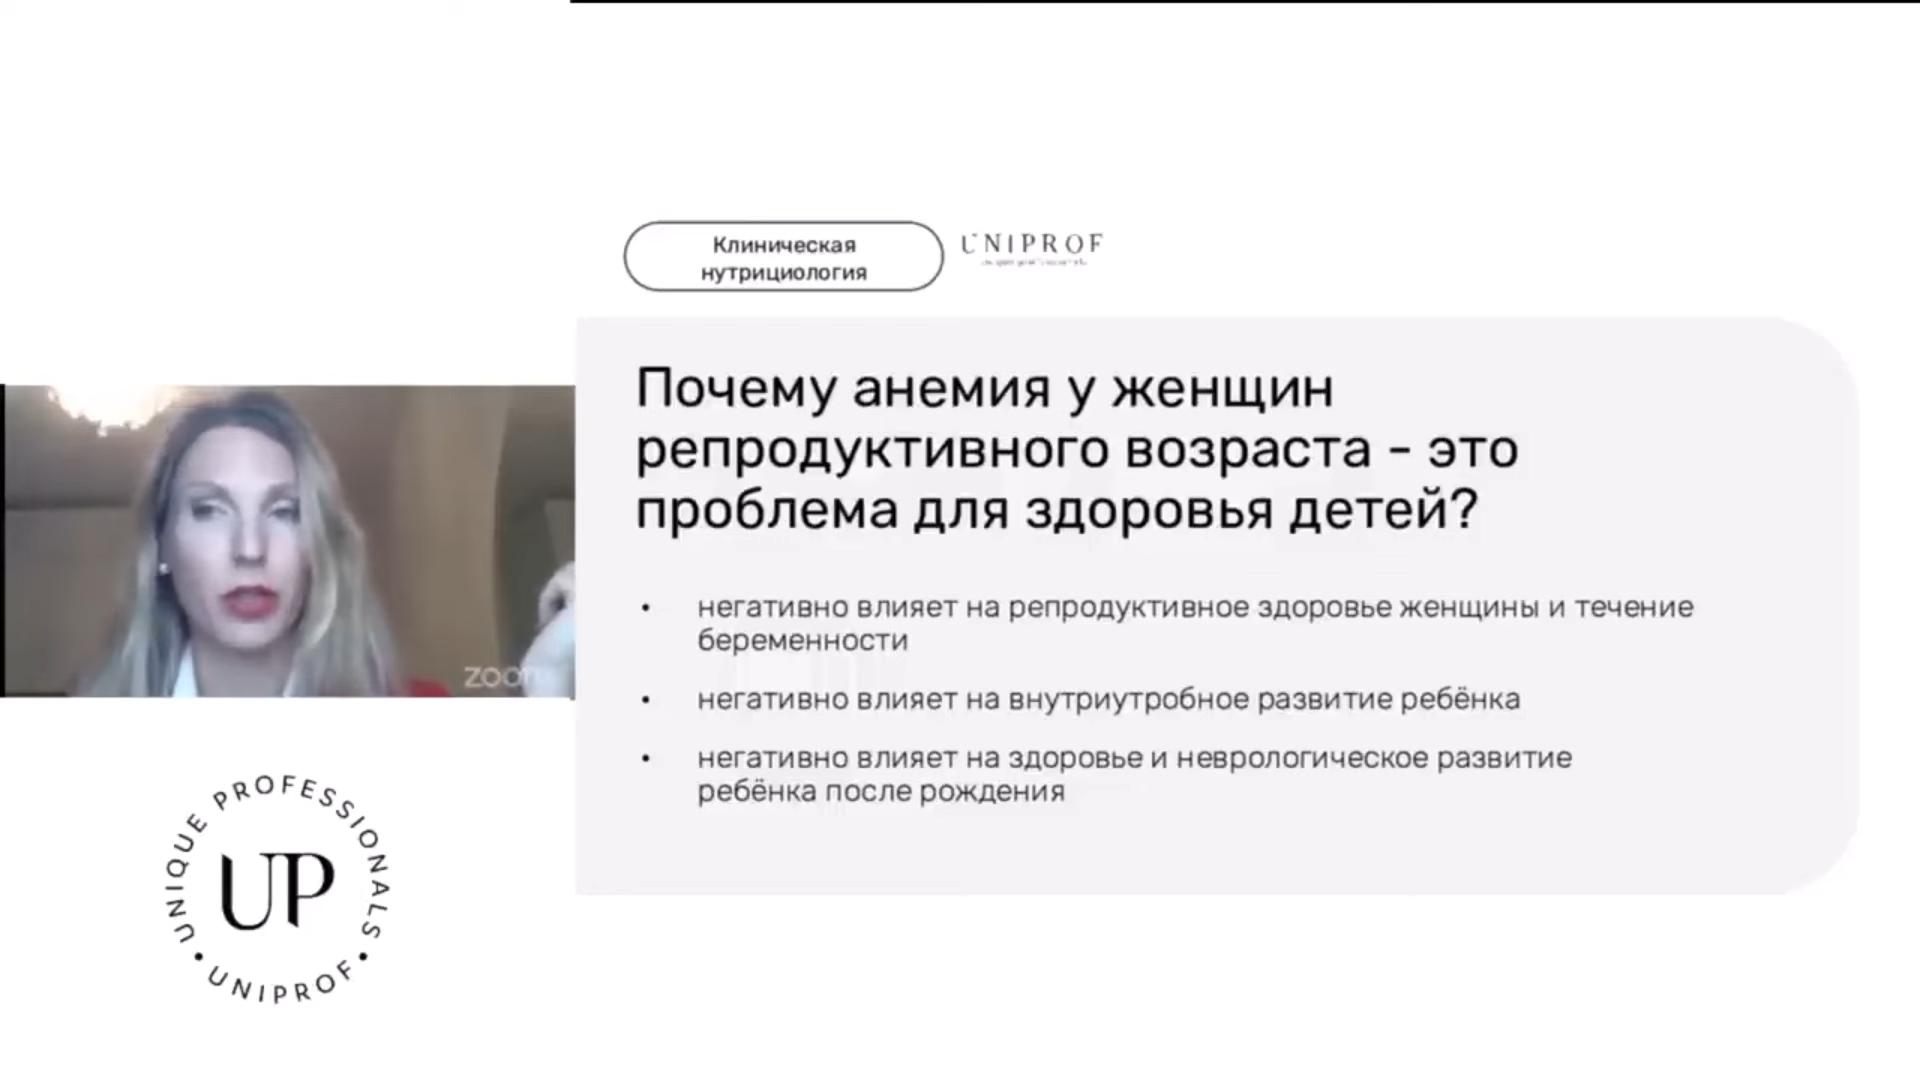 Клиническая
нутрициология
UNIPROF
Почему анемия у женщин
репродуктивного возраста - это
проблема для здоровья детей?
• негативно влияет на репродуктивное здоровье женщины и течение
беременности
• негативно влияет на внутриутробное развитие ребёнка
• негативно влияет на здоровье и неврологическое развитие
ребёнка после рождения
zoom
UNIQUE PROFESSIONALS
UP
• UNIPROF •